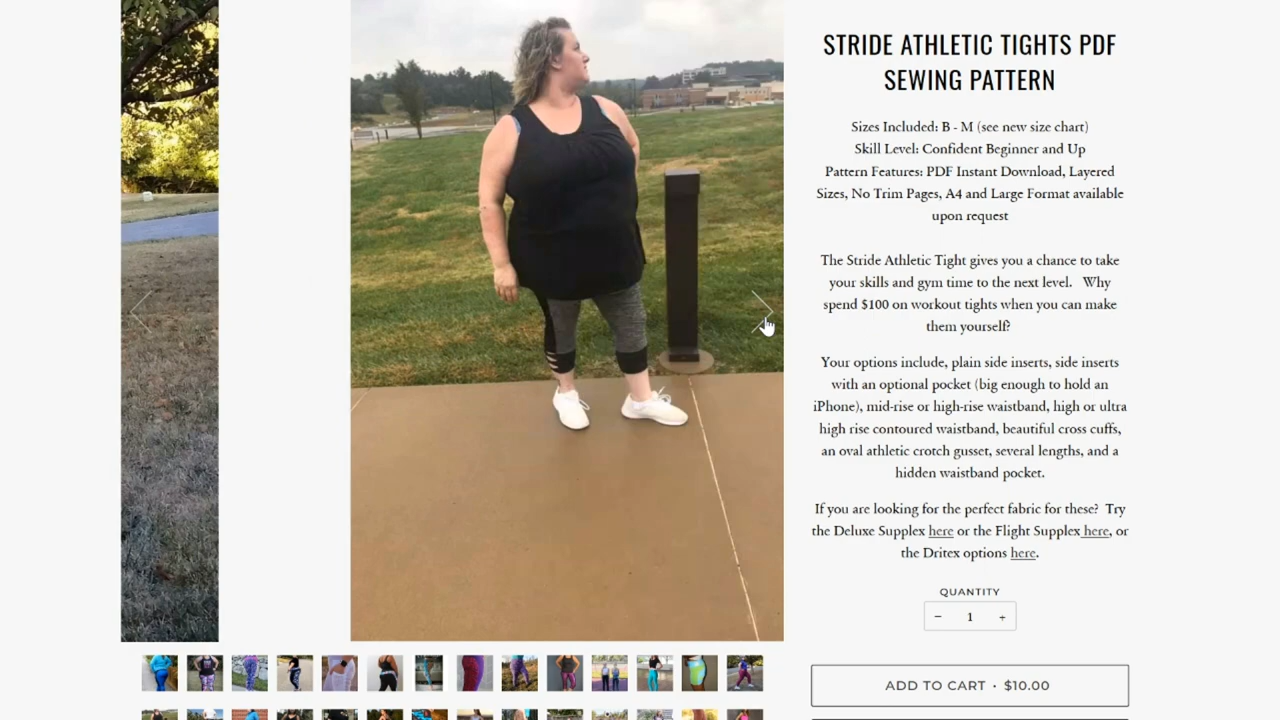 STRIDE ATHLETIC TIGHTS PDF
SEWING PATTERN
Sizes Included: B - M (see new size chart)
Skill Level: Confident Beginner and Up
Pattern Features: PDF Instant Download, Layered
Sizes, No Trim Pages, A4 and Large Format available
upon request
The Stride Athletic Tight gives you a chance to take
your skills and gym time to the next level. Why
spend $100 on workout tights when you can make
them yourself?
Your options include, plain side inserts, side inserts
with an optional pocket (big enough to hold an
iPhone), mid-rise or high-rise waistband, high or ultra
high rise contoured waistband, beautiful cross cuffs,
an oval athletic crotch gusset, several lengths, and a
hidden waistband pocket.
If you are looking for the perfect fabric for these? Try
the Deluxe Supplex here or the Flight Supplex here, or
the Dritex options here.
QUANTITY
− 1 +
ADD TO CART • $10.00